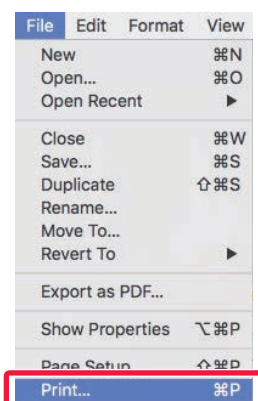 File Edit Format View
New ⌘N
Open... ⌘O
Open Recent ▶
Close ⌘W
Save... ⌘S
Duplicate ⇧⌘S
Rename...
Move To...
Revert To ▶
Export as PDF...
Show Properties ⌥⌘P
Page Setup ⇧⌘P
Print... ⌘P